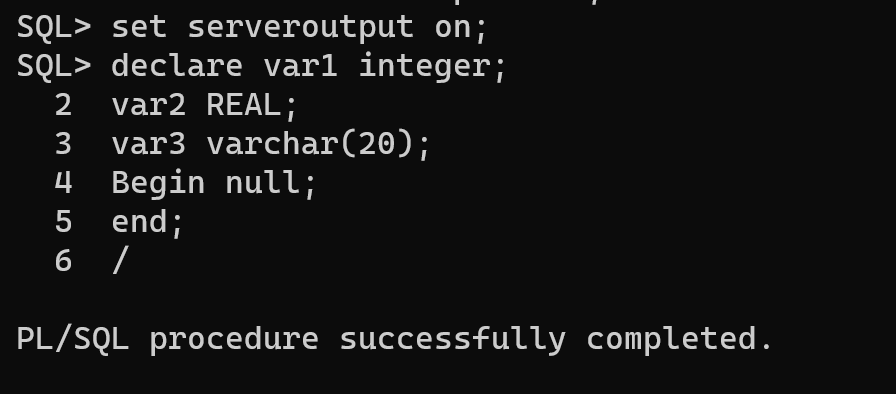 SQL> set serveroutput on;
SQL> declare var1 integer;
2 var2 REAL;
3 var3 varchar(20);
4 Begin null;
5 end;
6 /
PL/SQL procedure successfully completed.